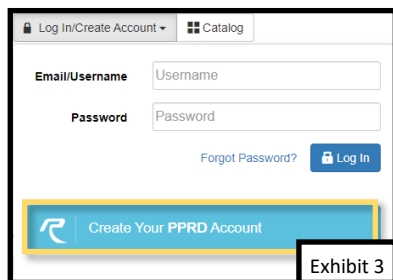 Log In/Create Account Catalog
Email/Username Username
Password Password
Forgot Password? Log In
Create Your PPRD Account
Exhibit 3